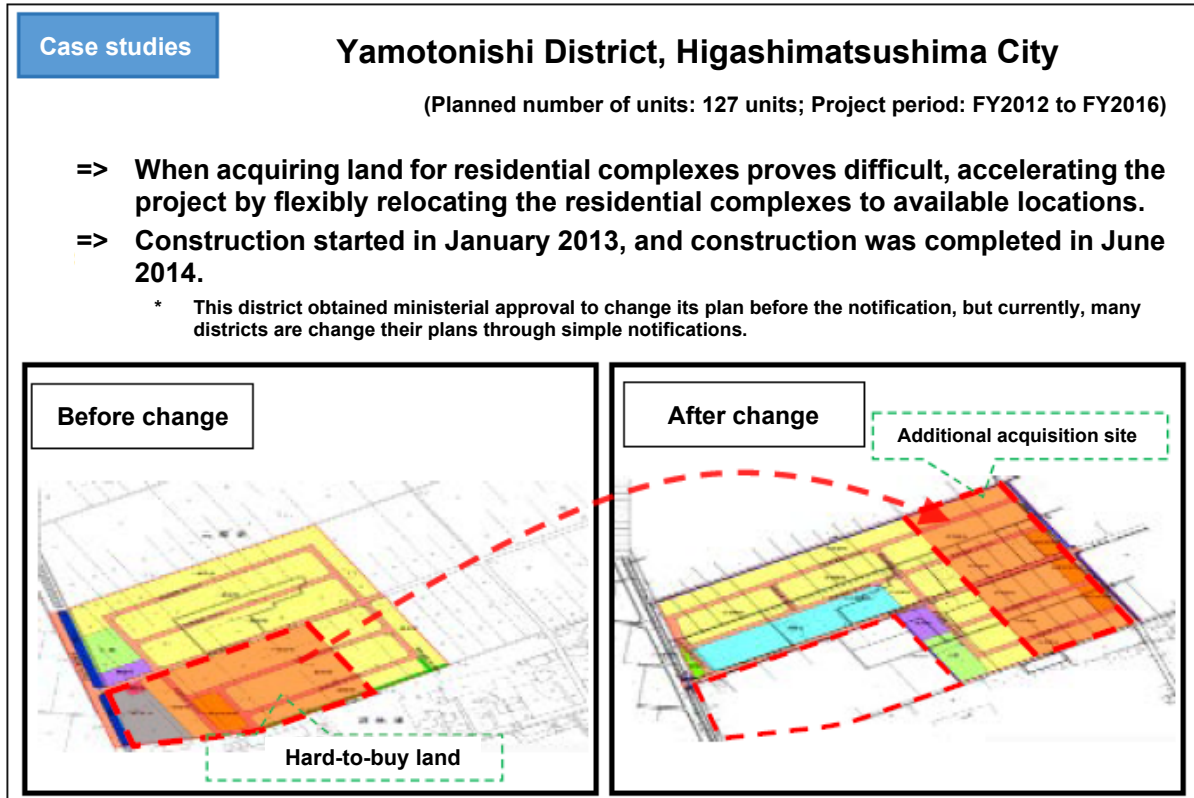 Case studies
Yamotonishi District, Higashimatsushima City
(Planned number of units: 127 units; Project period: FY2012 to FY2016)
=> When acquiring land for residential complexes proves difficult, accelerating the
project by flexibly relocating the residential complexes to available locations.
=> Construction started in January 2013, and construction was completed in June
2014.
* This district obtained ministerial approval to change its plan before the notification, but currently, many
districts are change their plans through simple notifications.
Before change
Hard-to-buy land
After change
Additional acquisition site